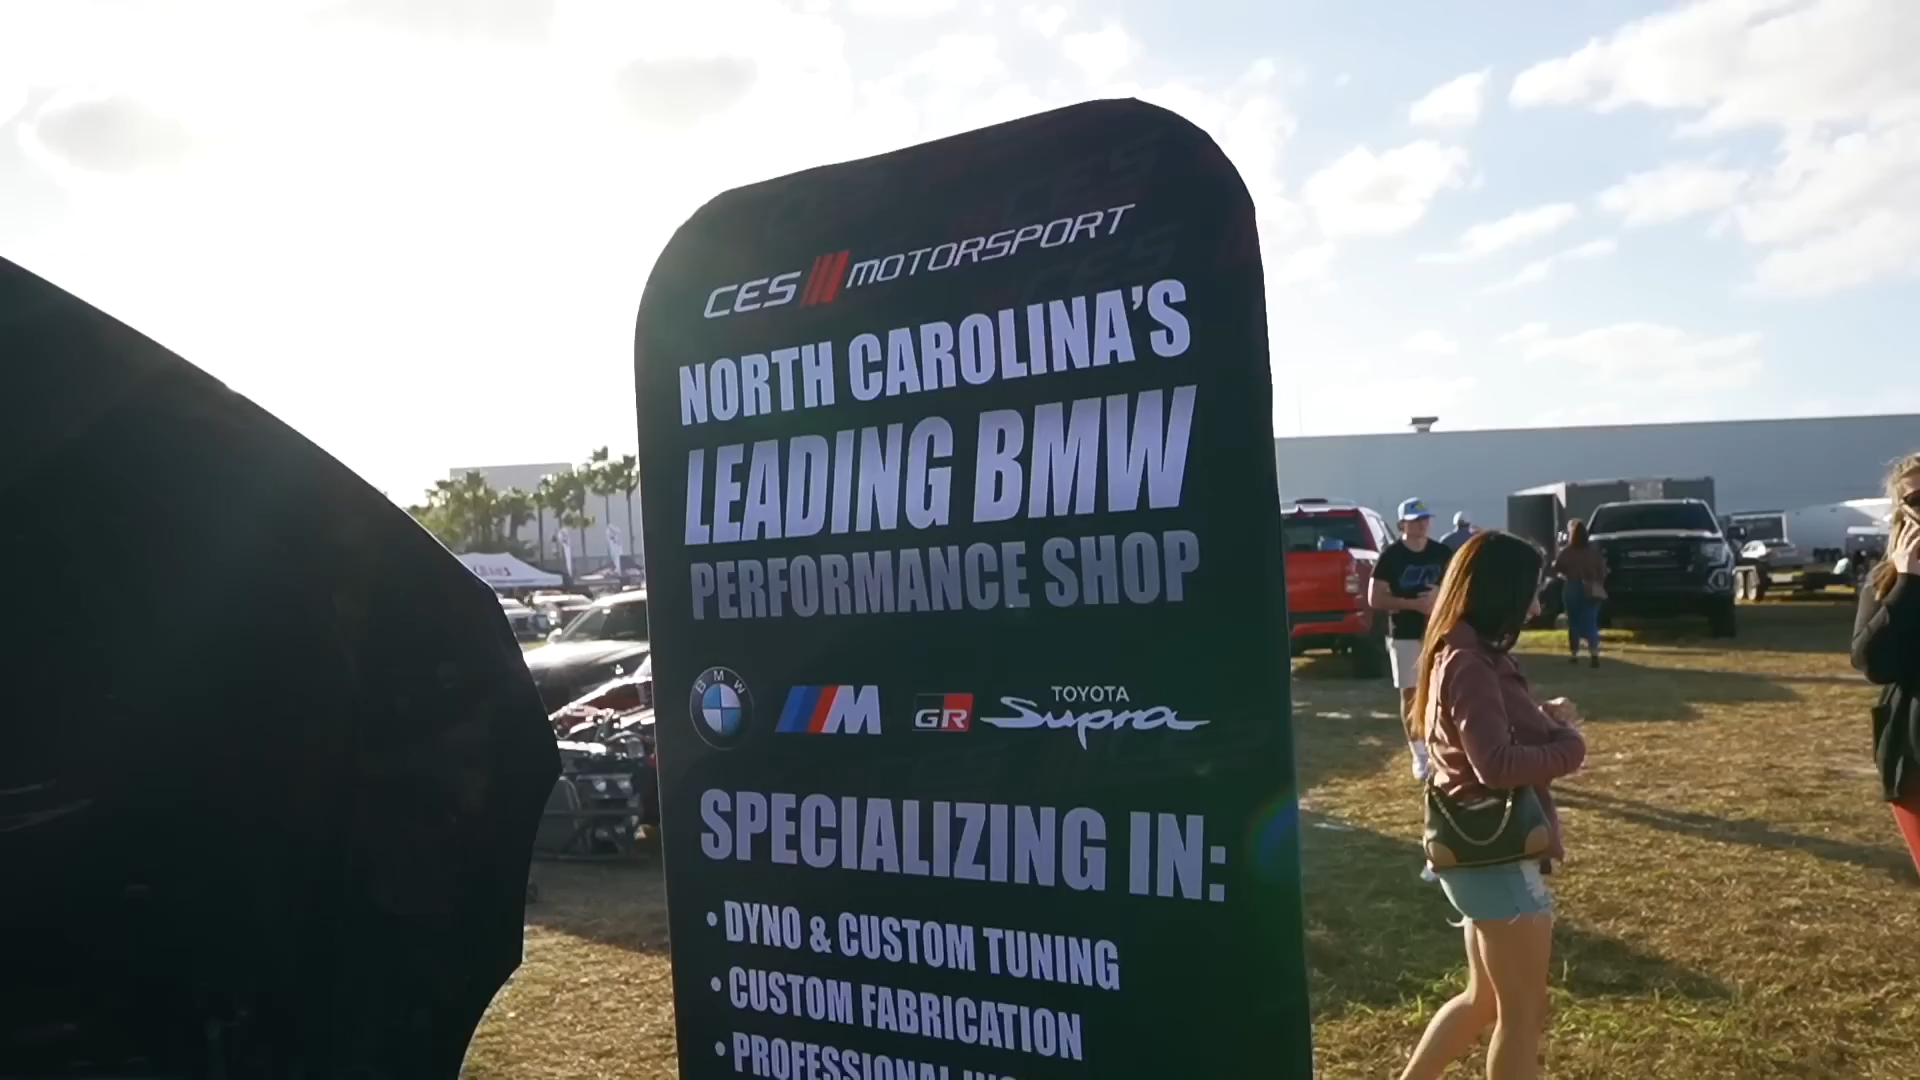 CES MOTORSPORT
NORTH CAROLINA'S
LEADING BMW
PERFORMANCE SHOP
BMW
M
GR
TOYOTA
Supra
SPECIALIZING IN:
• DYNO & CUSTOM TUNING
• CUSTOM FABRICATION
• PROFESSIONAL